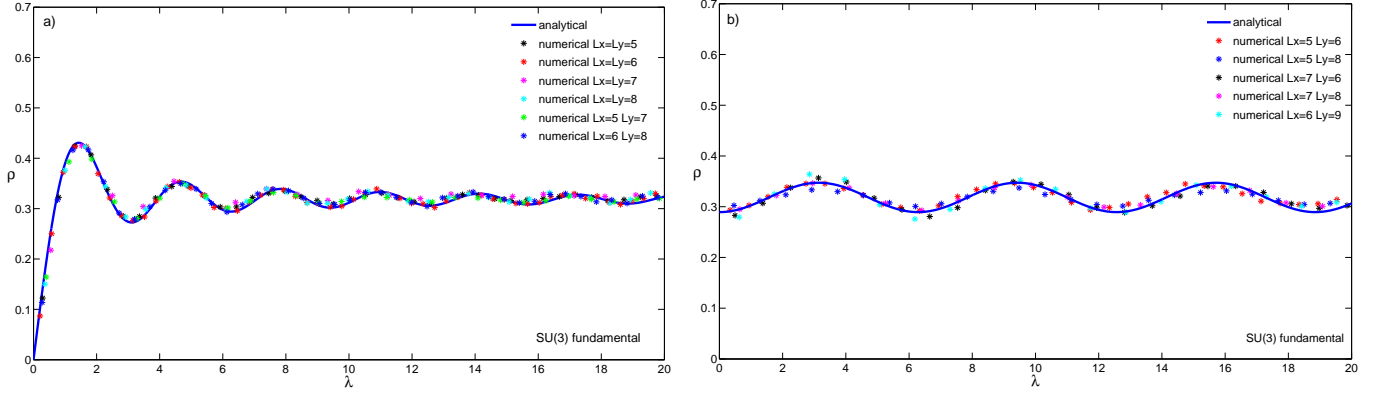 a)
0.7
0.6
0.5
0.4
0.3
0.2
0.1
0
ρ
analytical
numerical Lx=Ly=5
numerical Lx=Ly=6
numerical Lx=Ly=7
numerical Lx=Ly=8
numerical Lx=5 Ly=7
numerical Lx=6 Ly=8
SU(3) fundamental
0 2 4 6 8 10 12 14 16 18 20
λ
b)
0.7
0.6
0.5
0.4
0.3
0.2
0.1
0
ρ
analytical
numerical Lx=5 Ly=6
numerical Lx=5 Ly=8
numerical Lx=7 Ly=6
numerical Lx=7 Ly=8
numerical Lx=6 Ly=9
SU(3) fundamental
0 2 4 6 8 10 12 14 16 18 20
λ